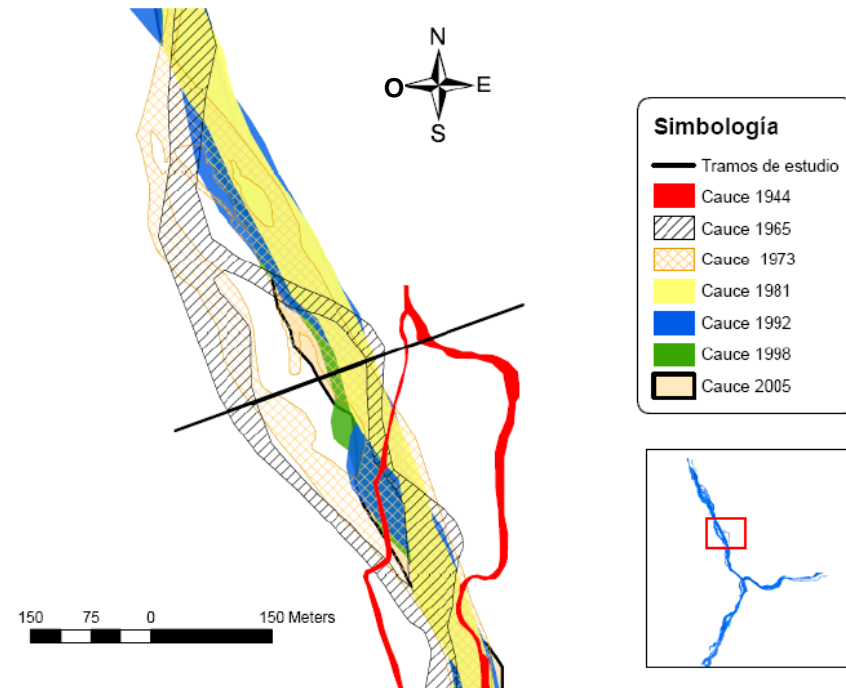 N
O
E
S
Simbología
Tramos de estudio
Cauce 1944
Cauce 1965
Cauce 1973
Cauce 1981
Cauce 1992
Cauce 1998
Cauce 2005
150 75 0 150 Meters